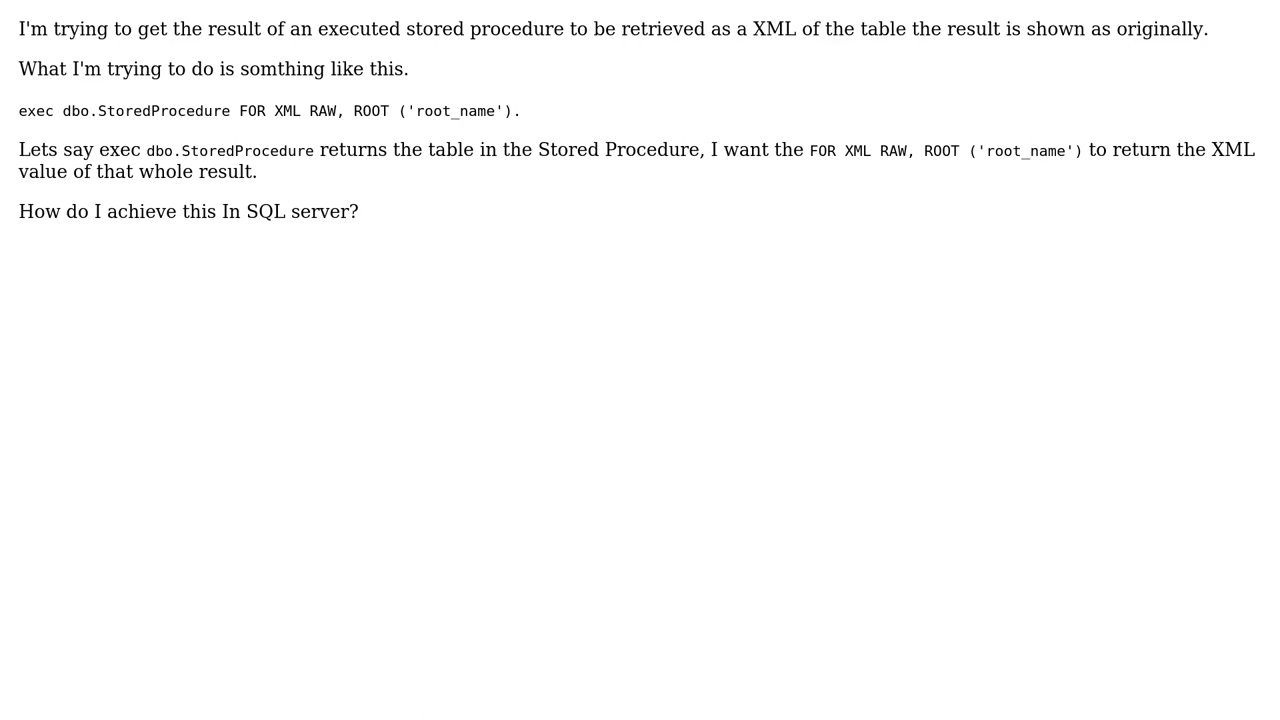 I'm trying to get the result of an executed stored procedure to be retrieved as a XML of the table the result is shown as originally.
What I'm trying to do is somthing like this.
exec dbo.StoredProcedure FOR XML RAW, ROOT ('root_name').
Lets say exec dbo.StoredProcedure returns the table in the Stored Procedure, I want the FOR XML RAW, ROOT ('root_name') to return the XML
value of that whole result.
How do I achieve this In SQL server?